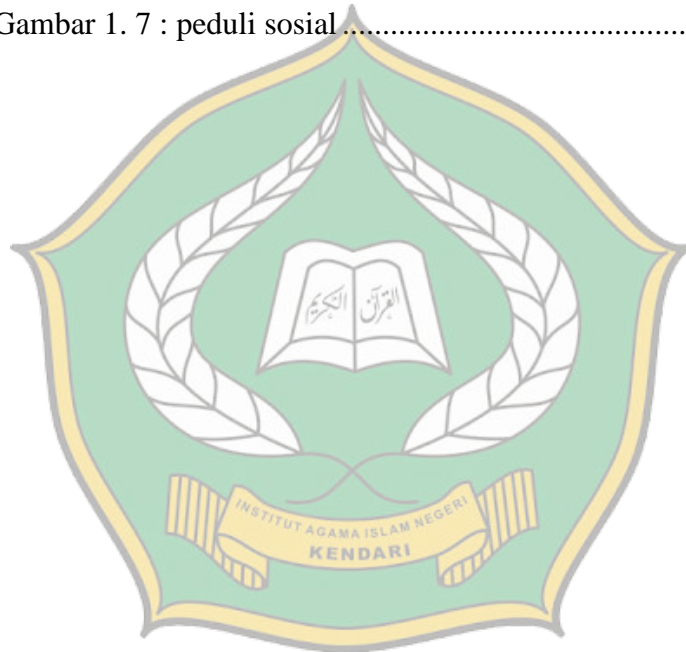 Gambar 1. 7 : peduli sosial.......................................
القرآن الكريم
INSTITUT AGAMA ISLAM NEGERI
KENDARI